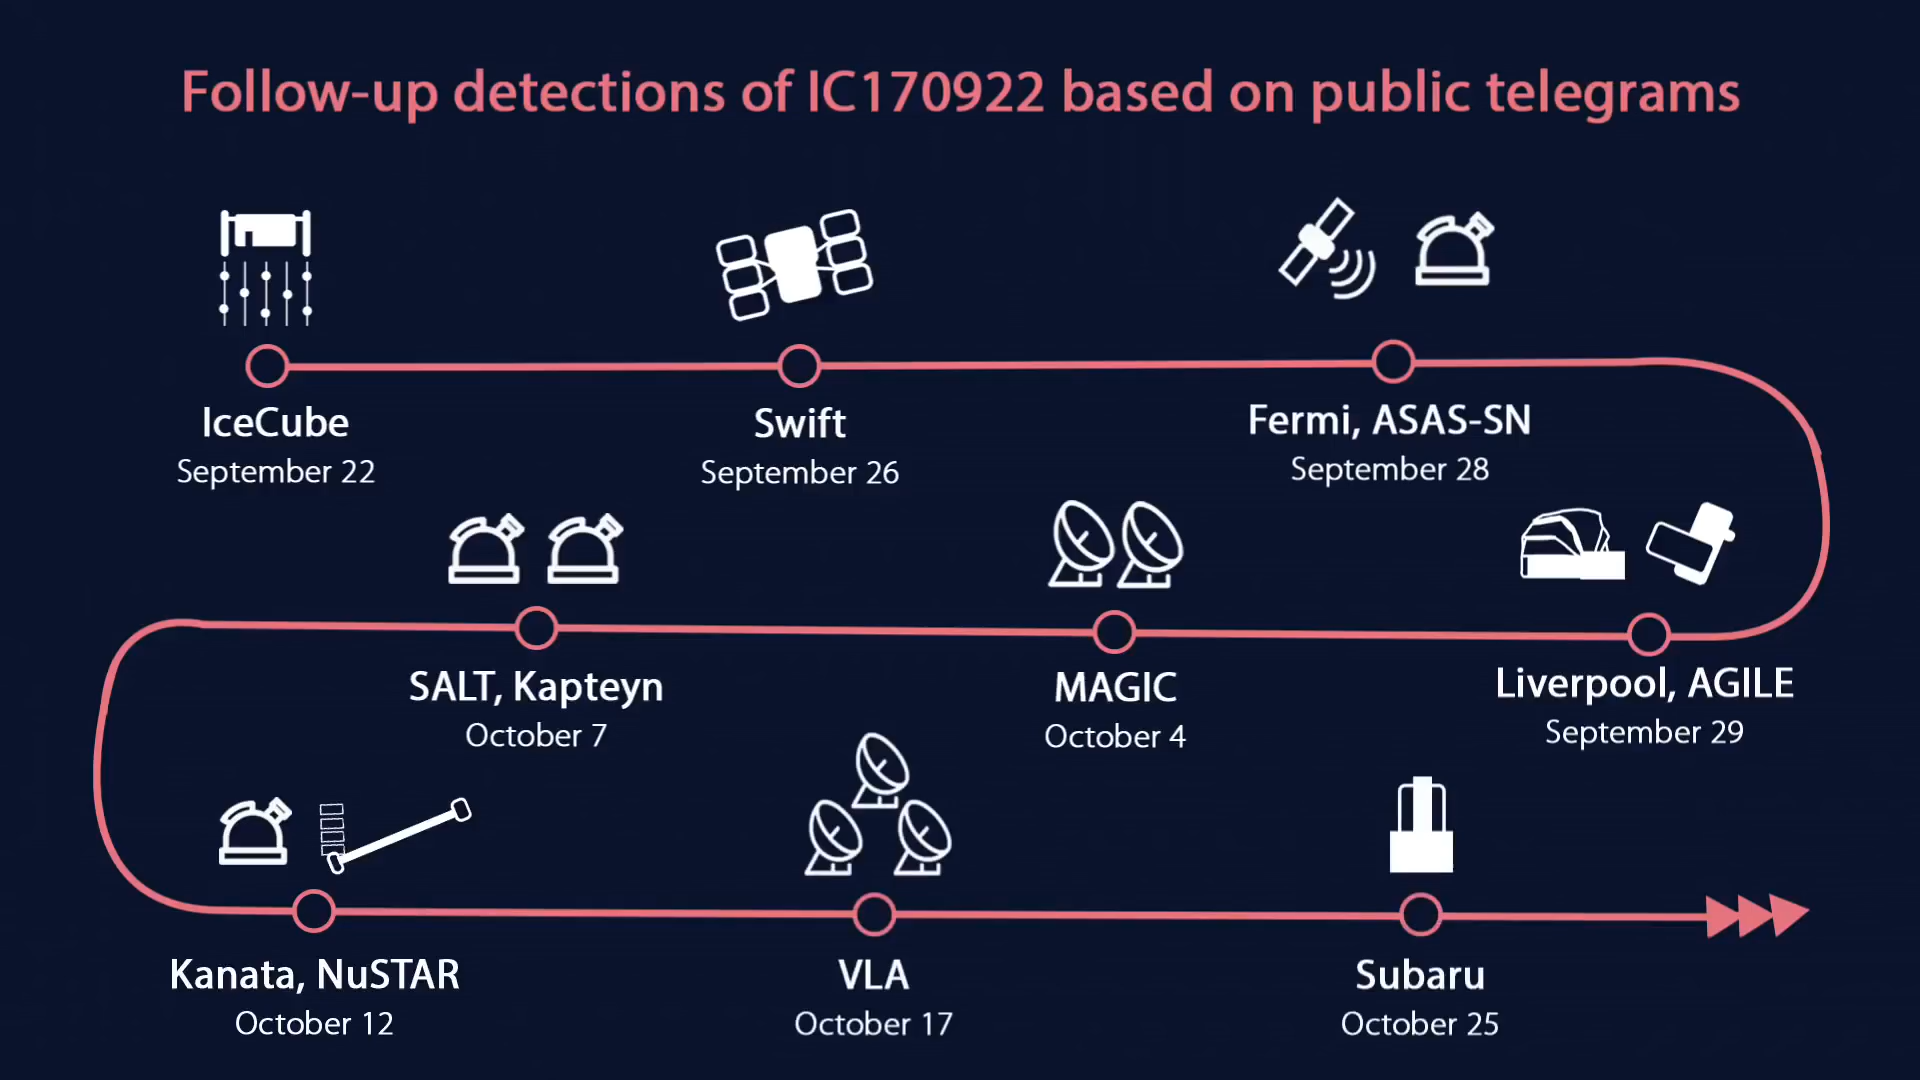 Follow-up detections of IC170922 based on public telegrams
IceCube
September 22
Swift
September 26
Fermi, ASAS-SN
September 28
Liverpool, AGILE
September 29
MAGIC
October 4
SALT, Kapteyn
October 7
Kanata, NuSTAR
October 12
VLA
October 17
Subaru
October 25